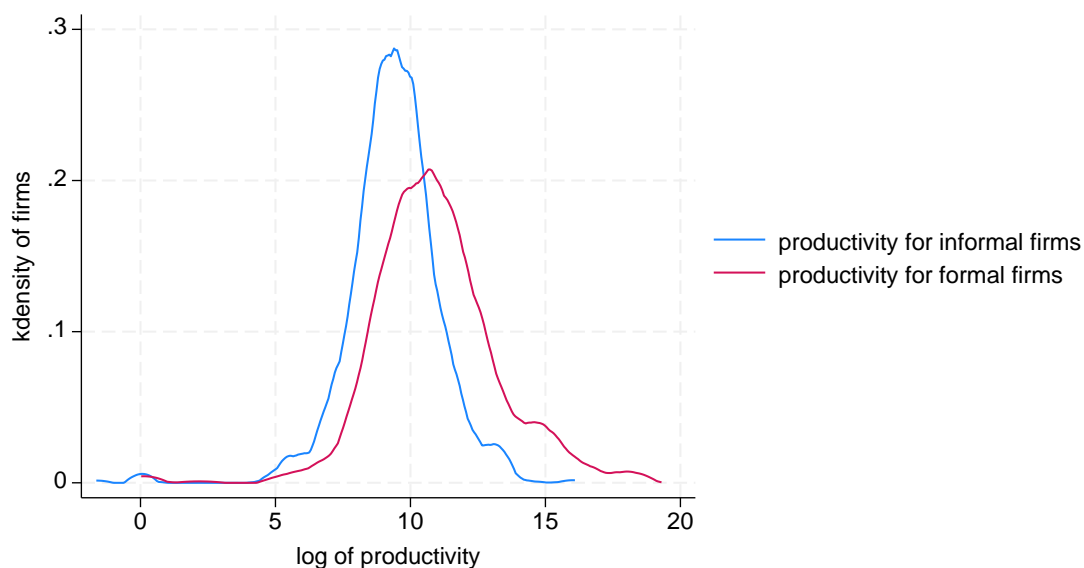 .3
.2
.1
0
kdensity of firms
0 5 10 15 20
log of productivity
productivity for informal firms
productivity for formal firms